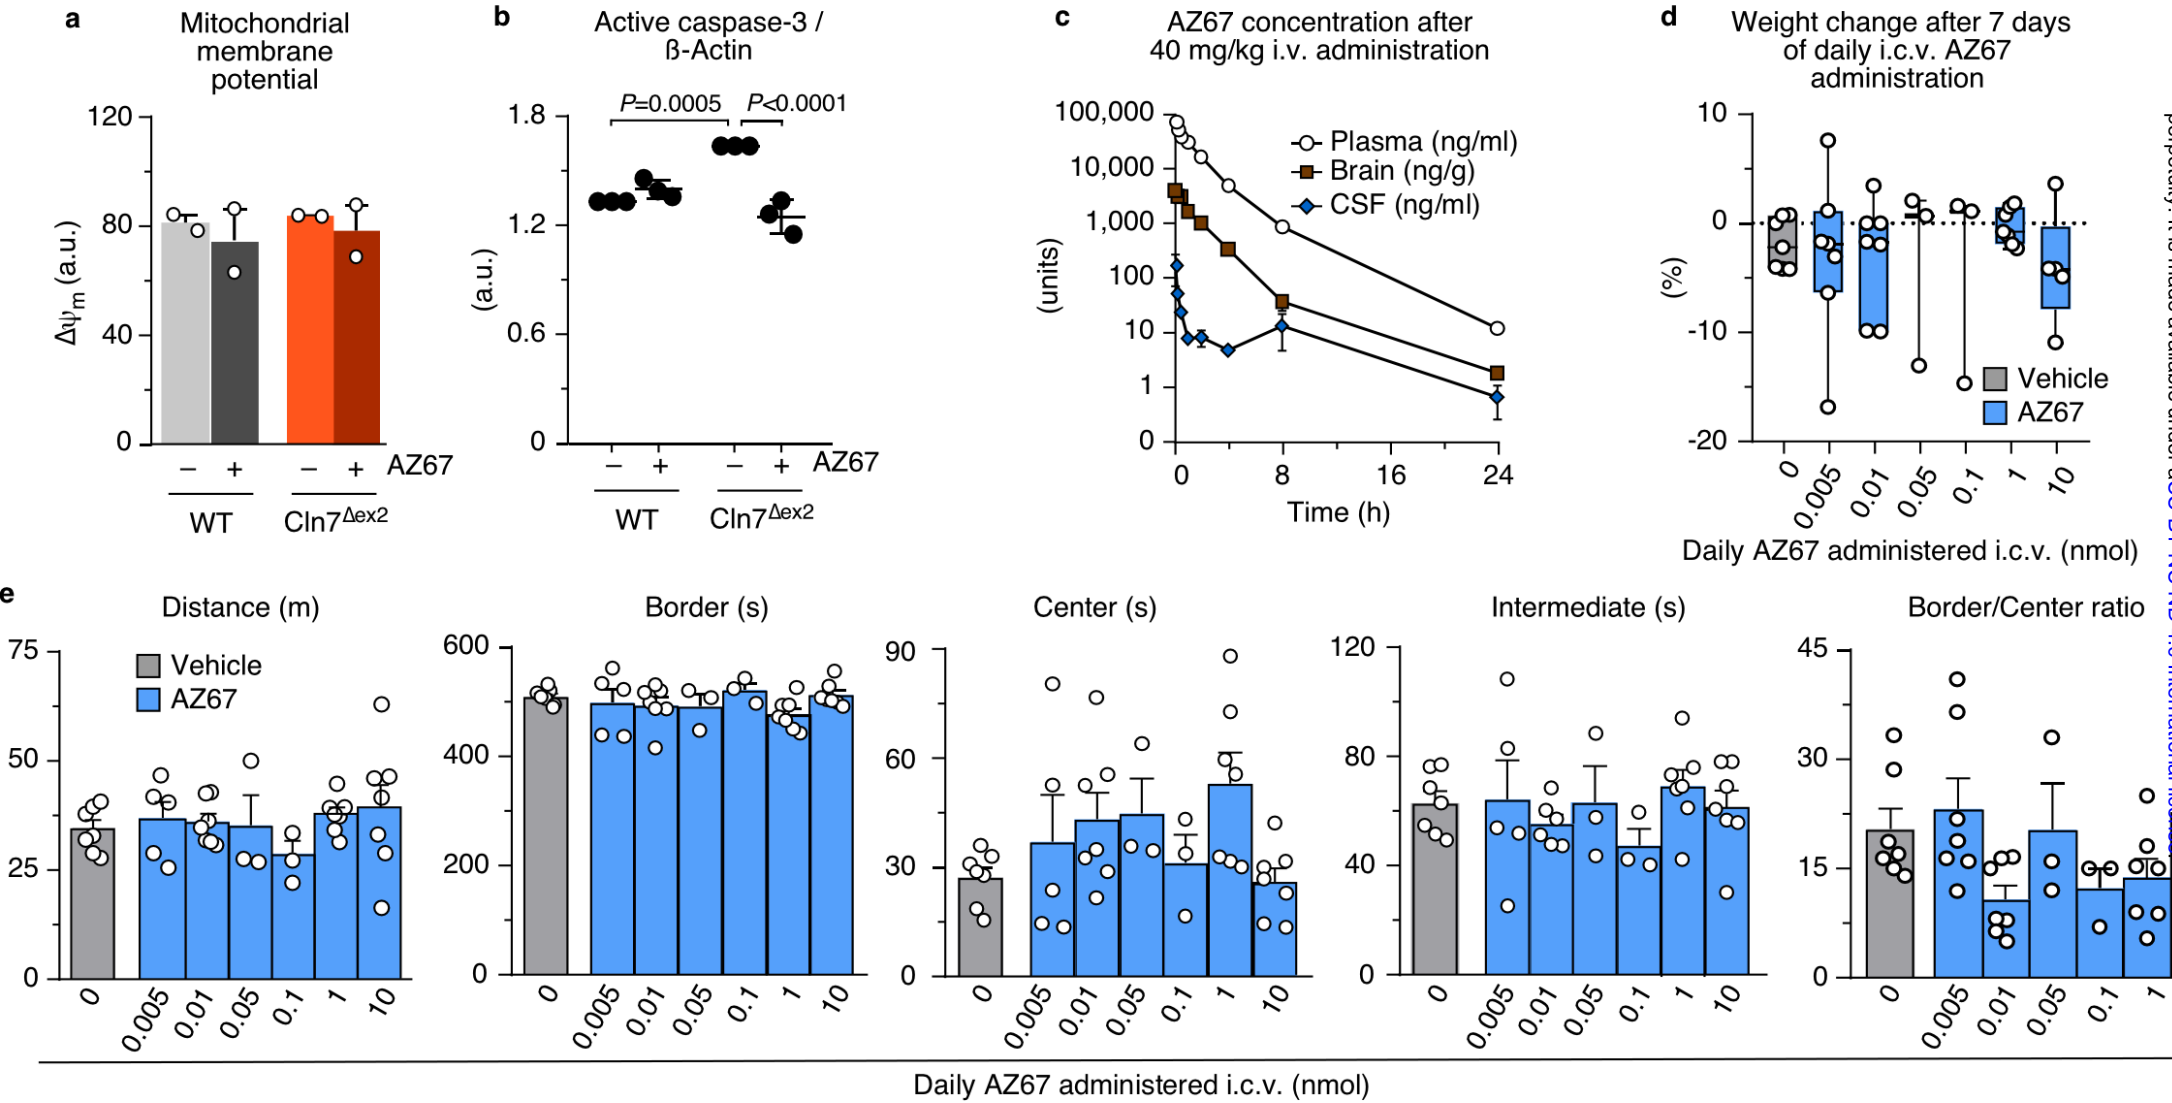 a
Mitochondrial
membrane
potential
120
80
40
0
Δψm (a.u.)
– + – + AZ67
WT Cln7Δex2
b
Active caspase-3 /
ß-Actin
P=0.0005 P<0.0001
1.8
1.2
0.6
0
(a.u.)
– + – + AZ67
WT Cln7Δex2
c
AZ67 concentration after
40 mg/kg i.v. administration
100,000
10,000
1,000
100
10
1
0
(units)
Plasma (ng/ml)
Brain (ng/g)
CSF (ng/ml)
0 8 16 24
Time (h)
d
Weight change after 7 days
of daily i.c.v. AZ67
administration
10
0
-10
-20
(%)
Vehicle
AZ67
0 0.005 0.01 0.05 0.1 1 10
Daily AZ67 administered i.c.v. (nmol)
e
Distance (m)
75
50
25
0
Vehicle
AZ67
0 0.005 0.01 0.05 0.1 1 10
Border (s)
600
400
200
0
0 0.005 0.01 0.05 0.1 1 10
Center (s)
90
60
30
0
0 0.005 0.01 0.05 0.1 1 10
Intermediate (s)
120
80
40
0
0 0.005 0.01 0.05 0.1 1 10
Border/Center ratio
45
30
15
0
0 0.005 0.01 0.05 0.1 1
Daily AZ67 administered i.c.v. (nmol)